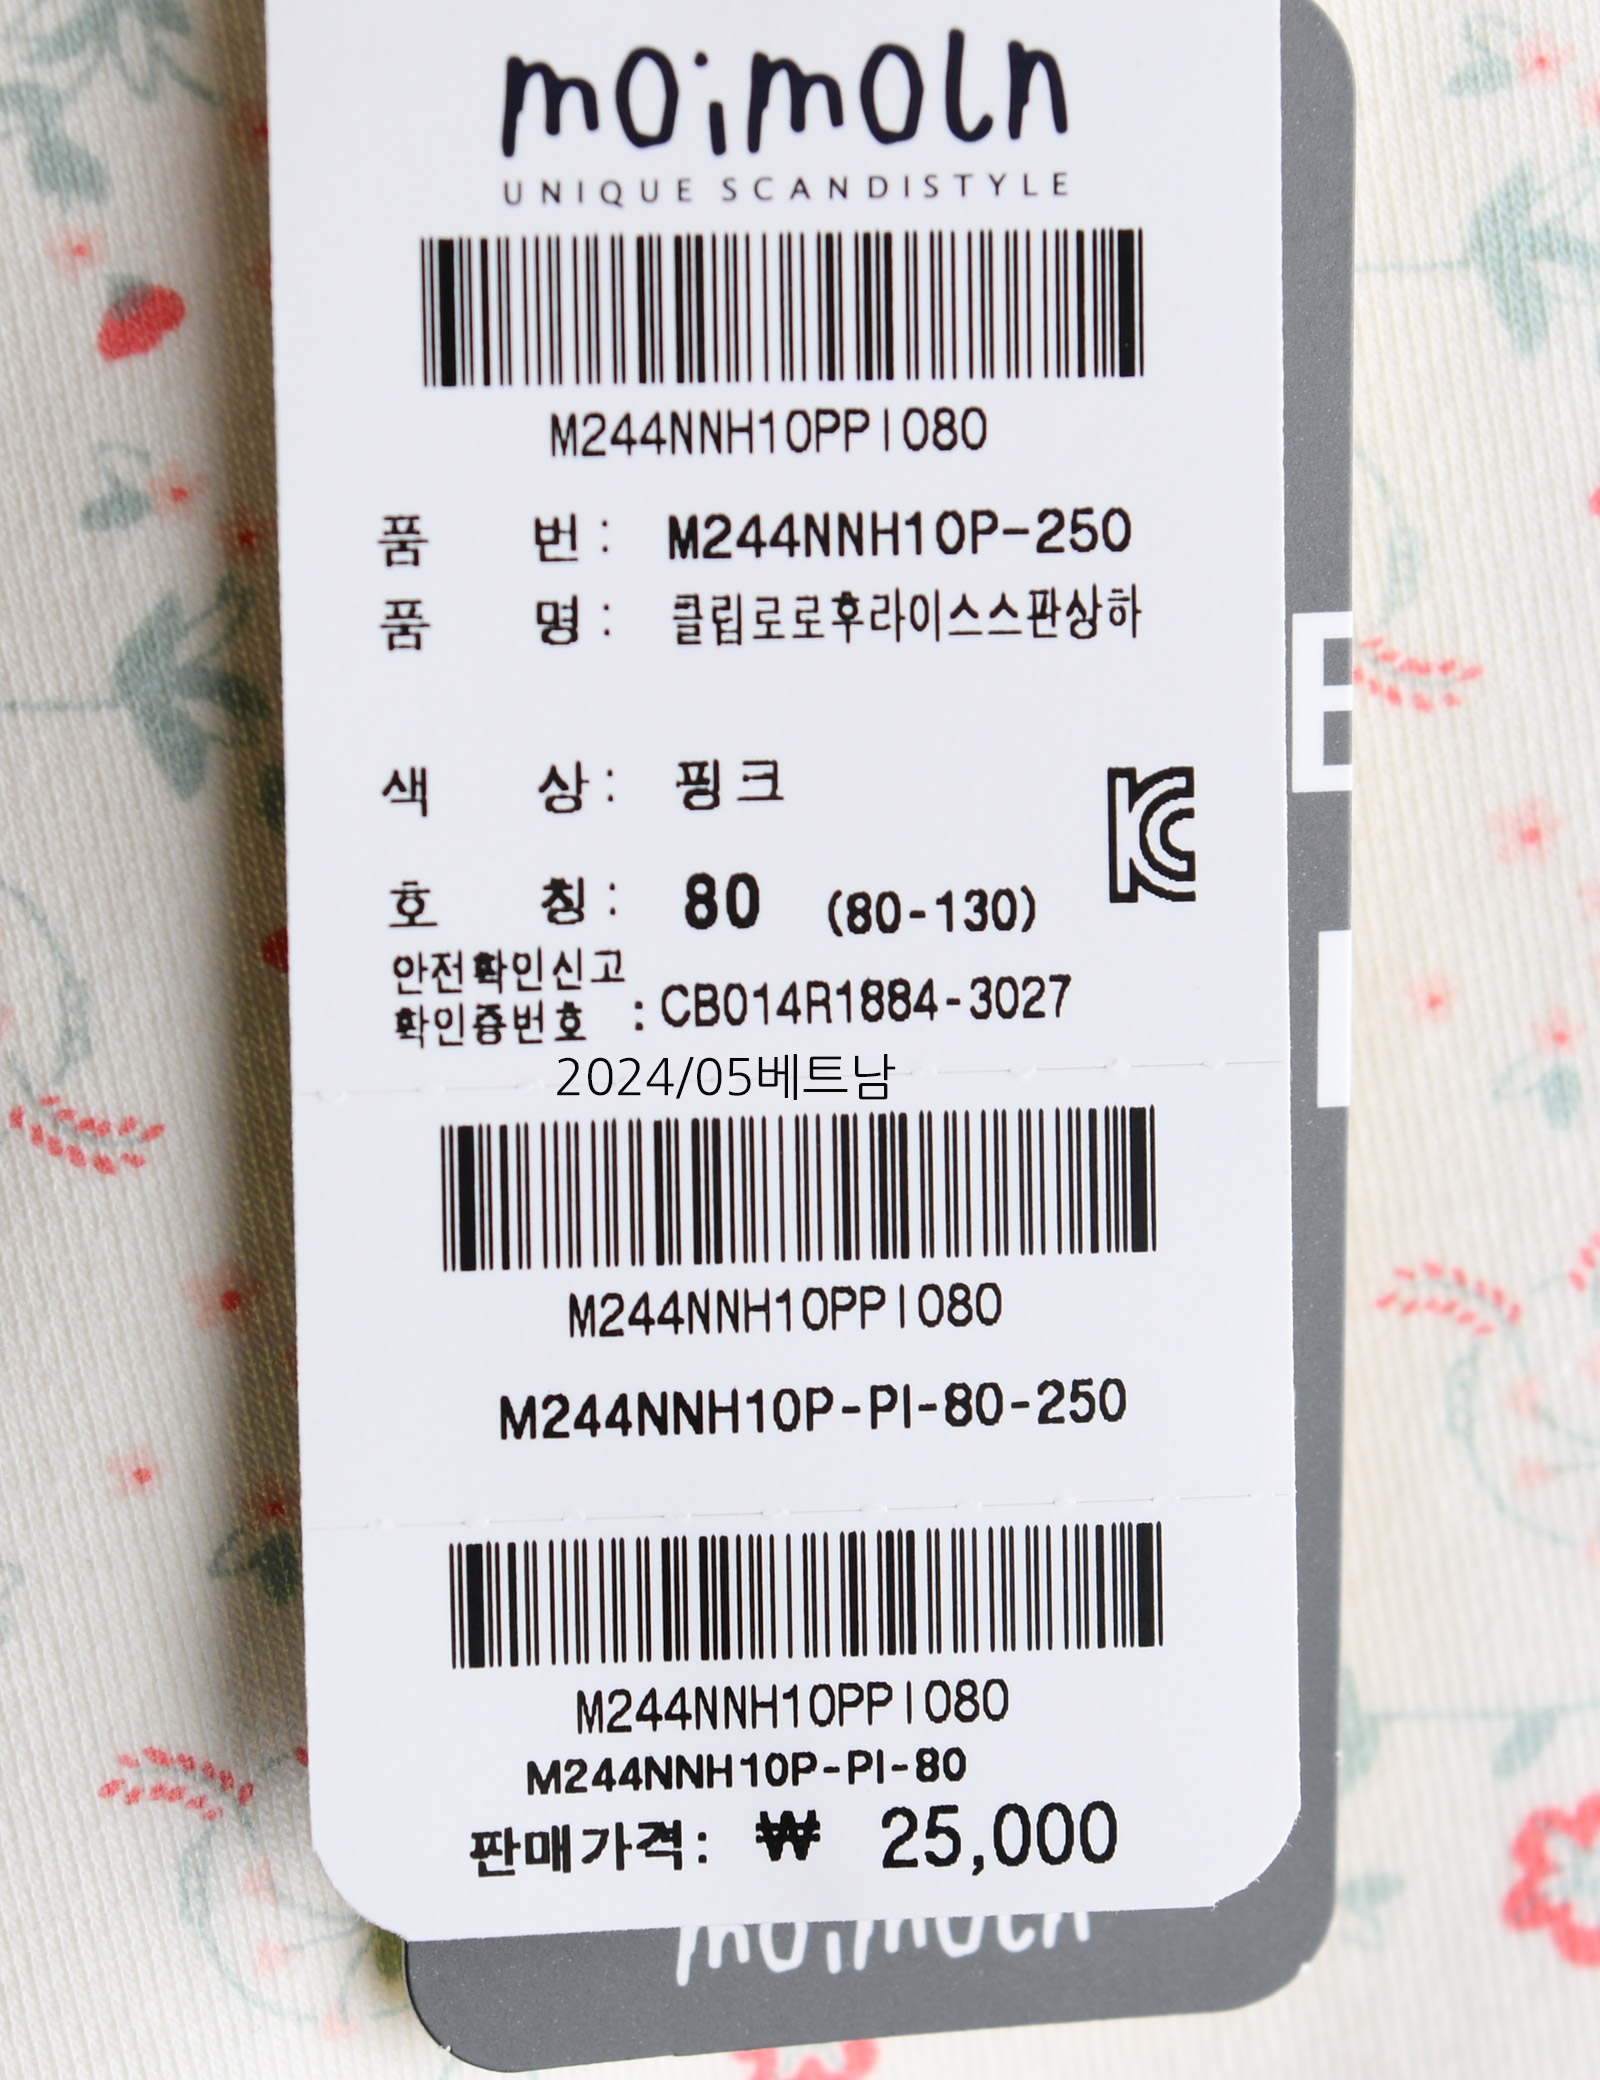 moimoln
UNIQUE SCANDISTYLE
M244NNH10PPI080
품 번 : M244NNH10P-250
품 명 : 클립로로후라이스스판상하
색 상 : 핑크
호 칭 : 80 (80-130)
안전확인신고
확인증번호 : CB014R1884-3027
2024/05베트남
M244NNH10PPI080
M244NNH10P-PI-80-250
M244NNH10PPI080
M244NNH10P-PI-80
판매가격: ₩ 25,000
moimoln